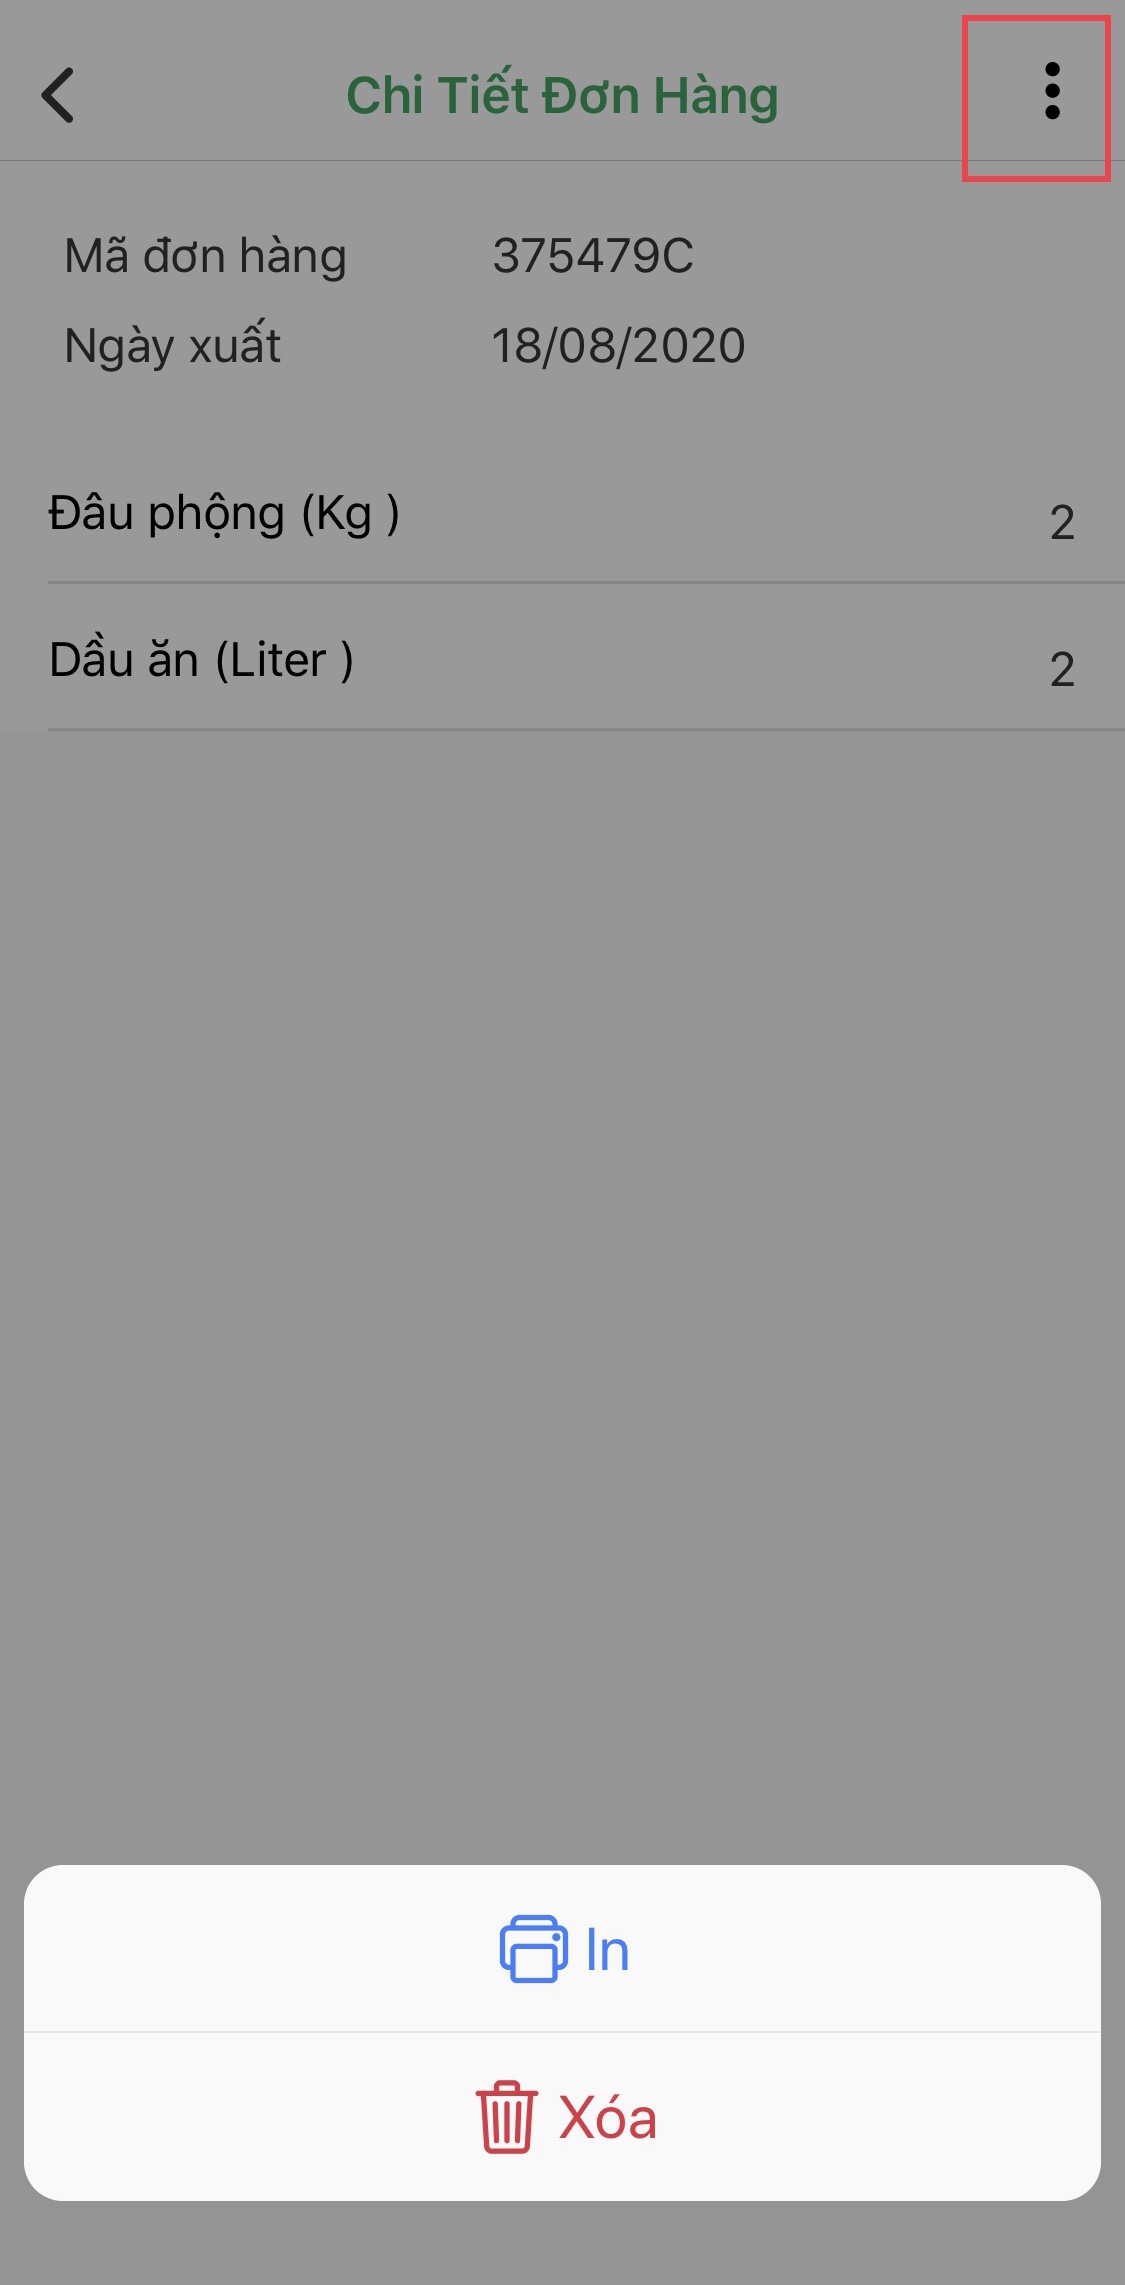 Chi Tiết Đơn Hàng
Mã đơn hàng 375479C
Ngày xuất 18/08/2020
Đâu phộng (Kg ) 2
Dầu ăn (Liter ) 2
In
Xóa